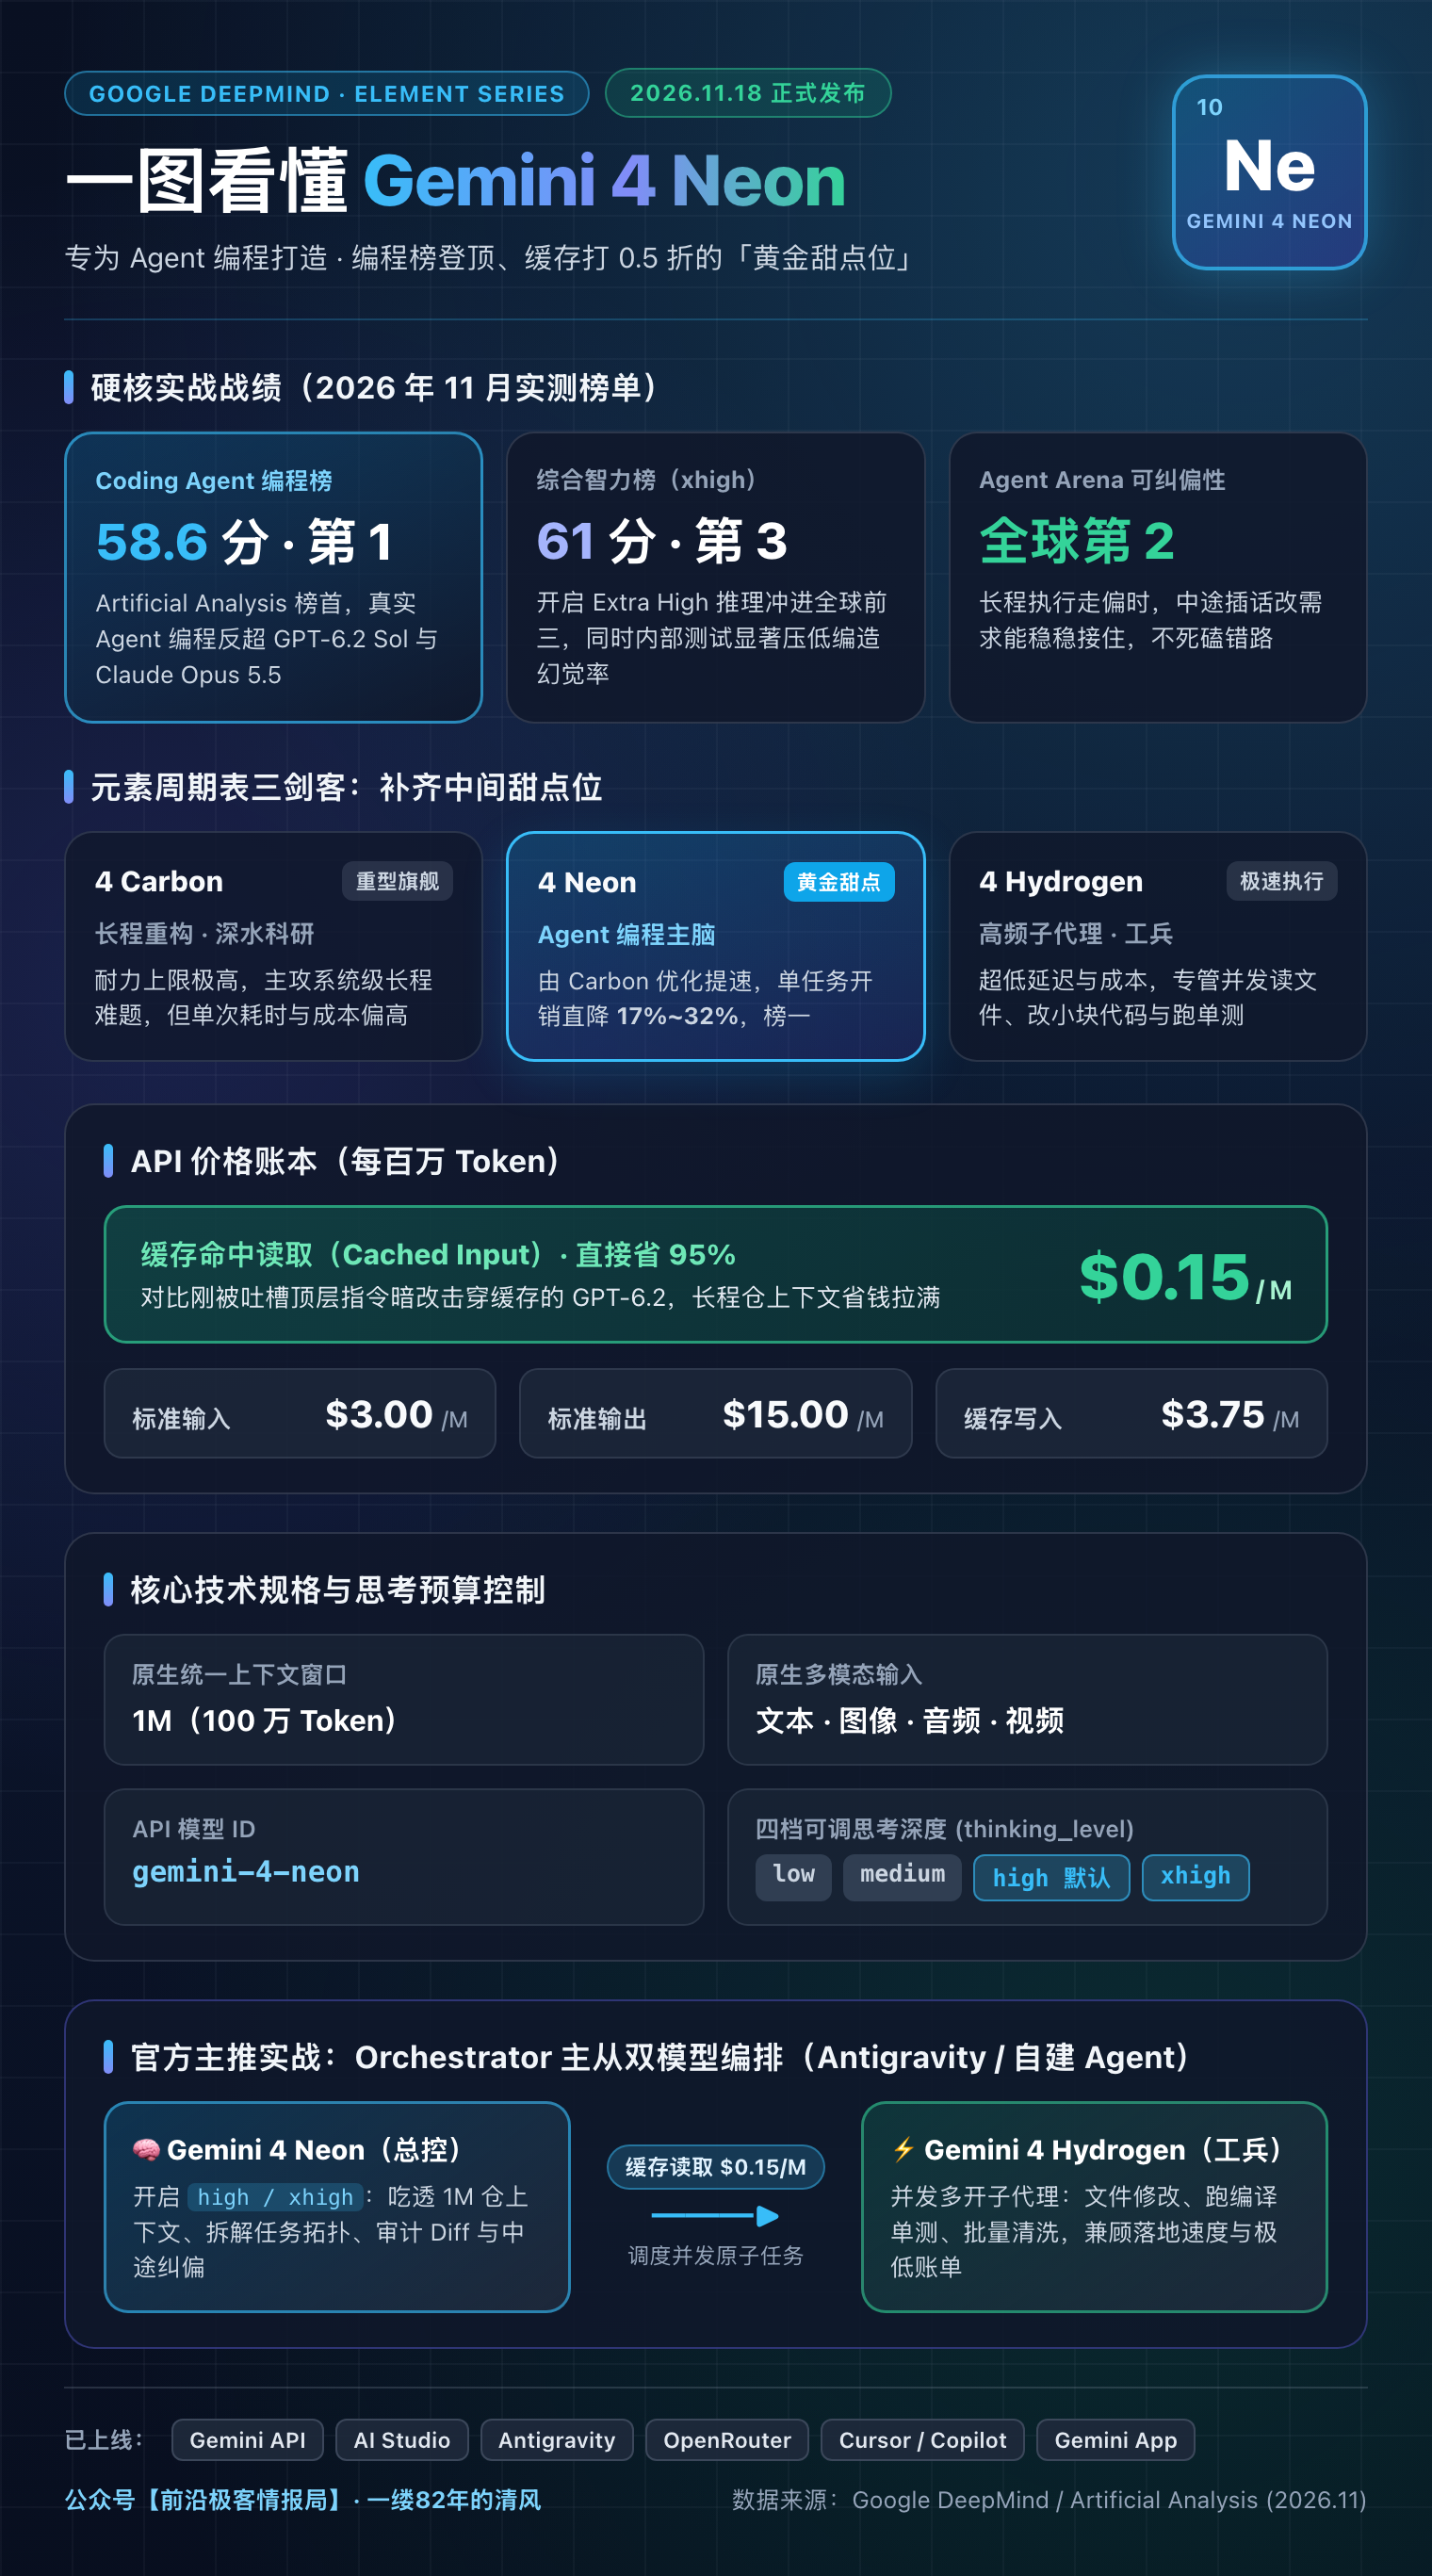 GOOGLE DEEPMIND · ELEMENT SERIES
2026.11.18 正式发布
一图看懂 Gemini 4 Neon
专为 Agent 编程打造 · 编程榜登顶、缓存打 0.5 折的「黄金甜点位」
10
Ne
GEMINI 4 NEON
硬核实战战绩（2026 年 11 月实测榜单）
Coding Agent 编程榜
58.6 分 · 第 1
Artificial Analysis 榜首，真实
Agent 编程反超 GPT-6.2 Sol 与
Claude Opus 5.5
综合智力榜（xhigh）
61 分 · 第 3
开启 Extra High 推理冲进全球前
三，同时内部测试显著压低编造
幻觉率
Agent Arena 可纠偏性
全球第 2
长程执行走偏时，中途插话改需
求能稳稳接住，不死磕错路
元素周期表三剑客：补齐中间甜点位
4 Carbon
重型旗舰
长程重构 · 深水科研
耐力上限极高，主攻系统级长程
难题，但单次耗时与成本偏高
4 Neon
黄金甜点
Agent 编程主脑
由 Carbon 优化提速，单任务开
销直降 17%~32%，榜一
4 Hydrogen
极速执行
高频子代理 · 工兵
超低延迟与成本，专管并发读文
件、改小块代码与跑单测
API 价格账本（每百万 Token）
缓存命中读取（Cached Input）· 直接省 95%
对比刚被吐槽顶层指令暗改击穿缓存的 GPT-6.2，长程仓上下文省钱拉满
$0.15 / M
标准输入 $3.00 /M
标准输出 $15.00 /M
缓存写入 $3.75 /M
核心技术规格与思考预算控制
原生统一上下文窗口
1M（100 万 Token）
原生多模态输入
文本 · 图像 · 音频 · 视频
API 模型 ID
gemini-4-neon
四档可调思考深度 (thinking_level)
low
medium
high 默认
xhigh
官方主推实战：Orchestrator 主从双模型编排（Antigravity / 自建 Agent）
🧠 Gemini 4 Neon（总控）
开启 high / xhigh：吃透 1M 仓上
下文、拆解任务拓扑、审计 Diff 与中
途纠偏
缓存读取 $0.15/M
调度并发原子任务
⚡ Gemini 4 Hydrogen（工兵）
并发多开子代理：文件修改、跑编译
单测、批量清洗，兼顾落地速度与极
低账单
已上线：
Gemini API
AI Studio
Antigravity
OpenRouter
Cursor / Copilot
Gemini App
公众号【前沿极客情报局】· 一缕82年的清风
数据来源：Google DeepMind / Artificial Analysis (2026.11)